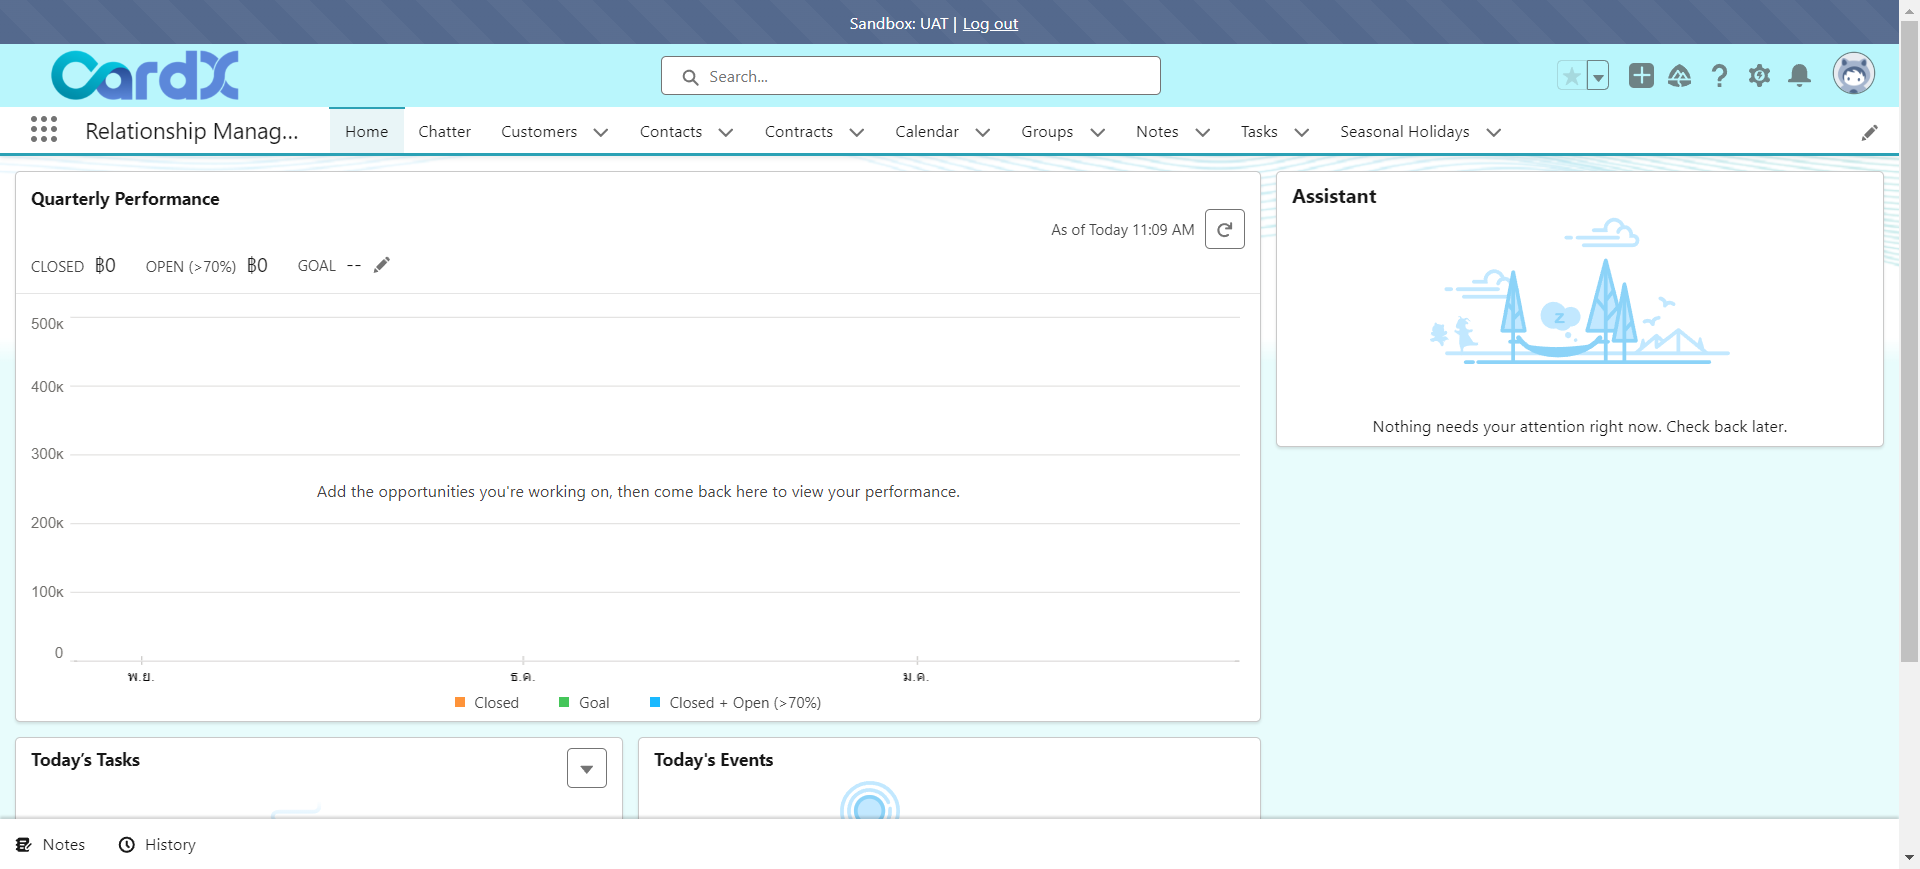 Sandbox: UAT | Log out
CardX
Search...
Relationship Manag...
Home
Chatter
Customers
Contacts
Contracts
Calendar
Groups
Notes
Tasks
Seasonal Holidays
Quarterly Performance
As of Today 11:09 AM
CLOSED ฿0 OPEN (>70%) ฿0 GOAL --
500K
400K
300K
Add the opportunities you're working on, then come back here to view your performance.
200K
100K
0
พ.ย. ธ.ค. ม.ค.
Closed Goal Closed + Open (>70%)
Assistant
z
Nothing needs your attention right now. Check back later.
Today's Tasks
Today's Events
Notes
History